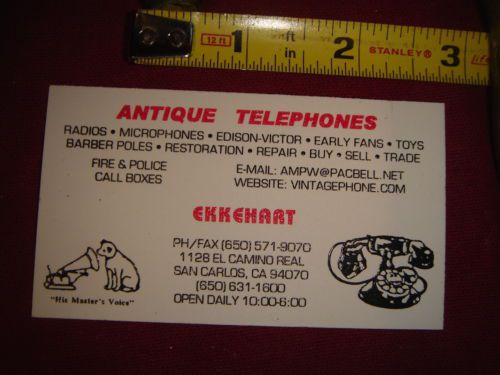 12 ft 1 ft 2 STANLEY® 3 life
ANTIQUE TELEPHONES
RADIOS • MICROPHONES • EDISON-VICTOR • EARLY FANS • TOYS
BARBER POLES • RESTORATION • REPAIR • BUY • SELL • TRADE
FIRE & POLICE
CALL BOXES
E-MAIL: AMPW@PACBELL.NET
WEBSITE: VINTAGEPHONE.COM
EKKEHART
PH/FAX (650) 571-9070
1128 EL CAMINO REAL
SAN CARLOS, CA 94070
(650) 631-1600
OPEN DAILY 10:00-6:00
"His Master's Voice"